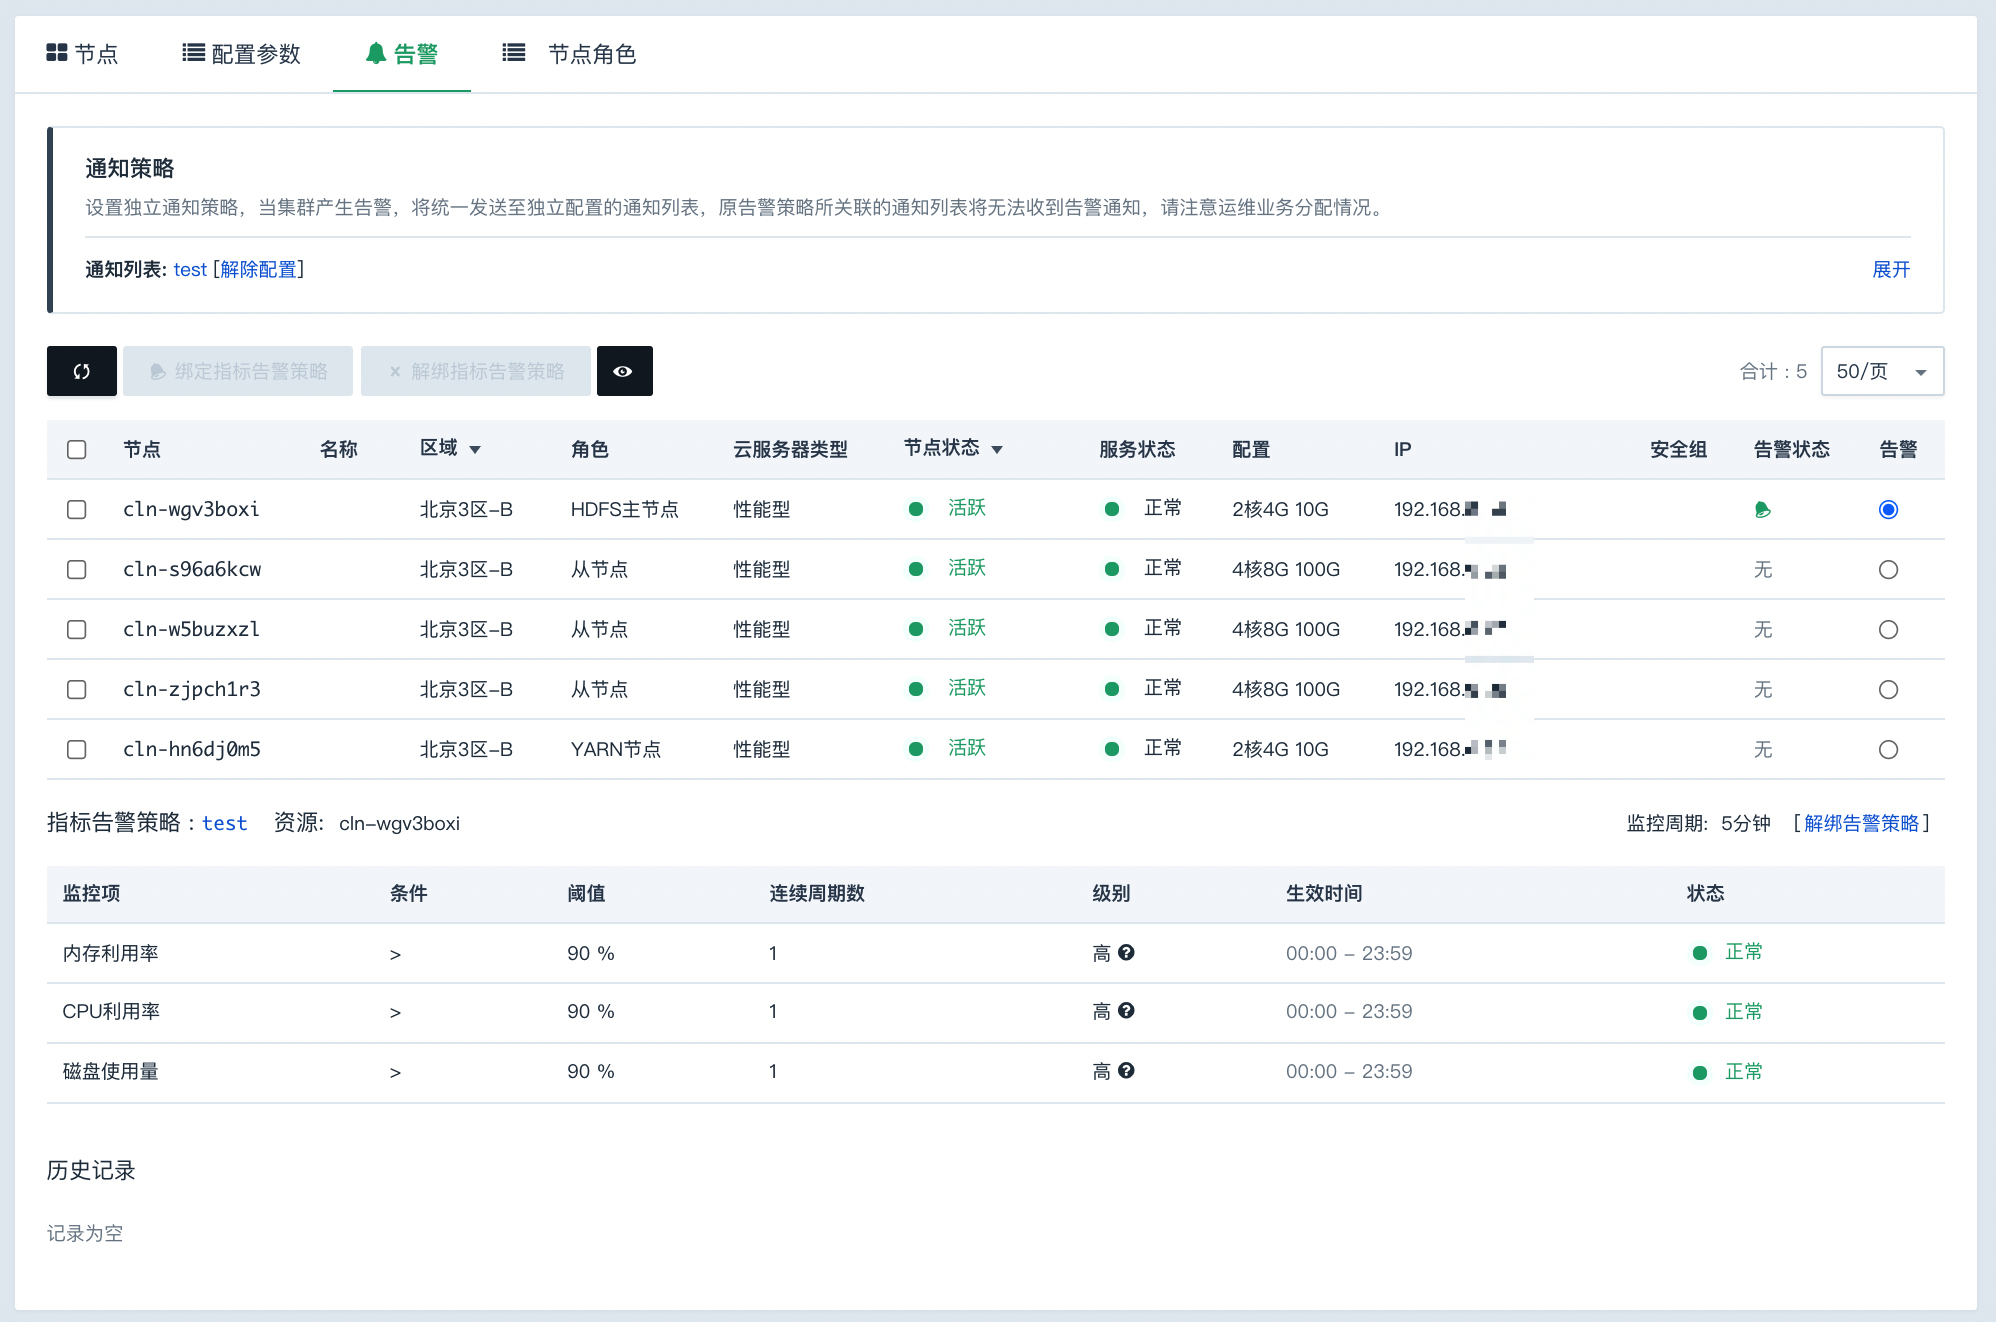 节点 配置参数 告警 节点角色
通知策略
设置独立通知策略，当集群产生告警，将统一发送至独立配置的通知列表，原告警策略所关联的通知列表将无法收到告警通知，请注意运维业务分配情况。
通知列表: test [解除配置] 展开
绑定指标告警策略 × 解绑指标告警策略 合计：5 50/页
节点 名称 区域 角色 云服务器类型 节点状态 服务状态 配置 IP 安全组 告警状态 告警
cln-wgv3boxi 北京3区-B HDFS主节点 性能型 活跃 正常 2核4G 10G 192.168.
cln-s96a6kcw 北京3区-B 从节点 性能型 活跃 正常 4核8G 100G 192.168. 无
cln-w5buzxzl 北京3区-B 从节点 性能型 活跃 正常 4核8G 100G 192.168. 无
cln-zjpch1r3 北京3区-B 从节点 性能型 活跃 正常 4核8G 100G 192.168. 无
cln-hn6dj0m5 北京3区-B YARN节点 性能型 活跃 正常 2核4G 10G 192.168. 无
指标告警策略：test 资源: cln-wgv3boxi 监控周期: 5分钟 [解绑告警策略]
监控项 条件 阈值 连续周期数 级别 生效时间 状态
内存利用率 > 90 % 1 高 ? 00:00 - 23:59 正常
CPU利用率 > 90 % 1 高 ? 00:00 - 23:59 正常
磁盘使用量 > 90 % 1 高 ? 00:00 - 23:59 正常
历史记录
记录为空